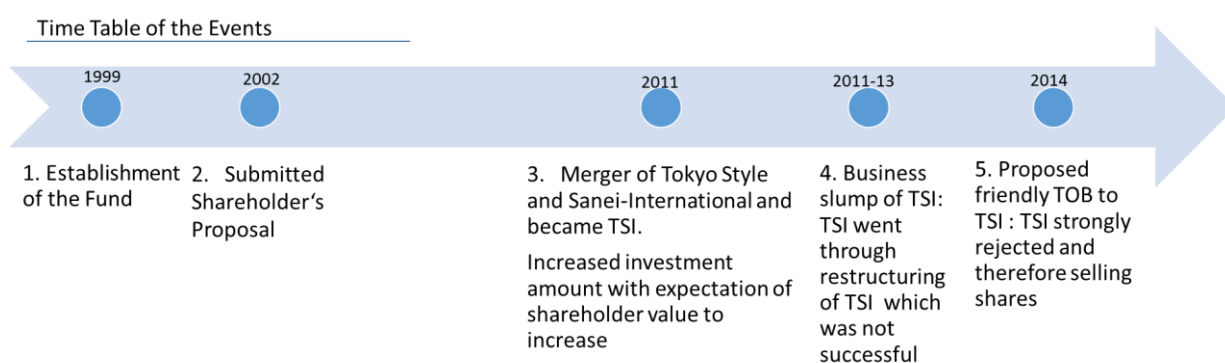 Time Table of the Events
1999
2002
2011
2011-13
2014
1. Establishment
of the Fund
2. Submitted
Shareholder‘s
Proposal
3. Merger of Tokyo Style
and Sanei-International and
became TSI.
Increased investment
amount with expectation of
shareholder value to
increase
4. Business
slump of TSI:
TSI went
through
restructuring
of TSI which
was not
successful
5. Proposed
friendly TOB to
TSI : TSI strongly
rejected and
therefore selling
shares